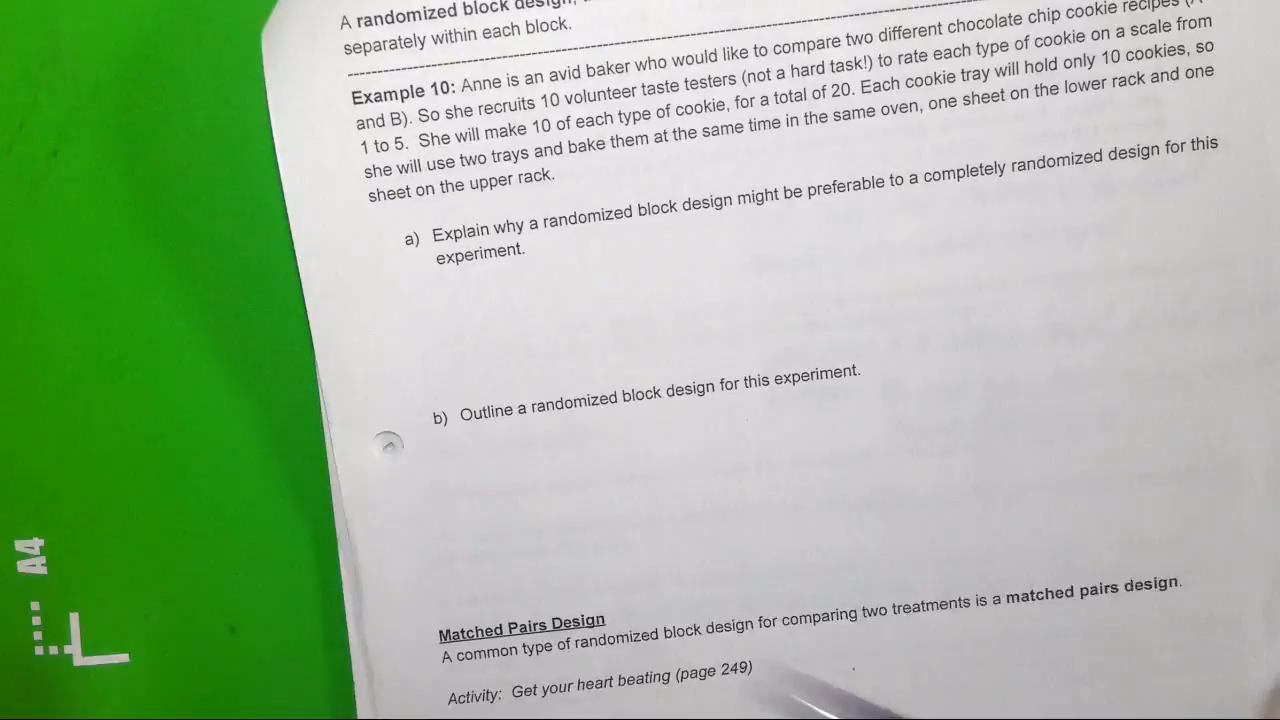 A randomized block design,
separately within each block.
Example 10: Anne is an avid baker who would like to compare two different chocolate chip cookie recipes (A
and B). So she recruits 10 volunteer taste testers (not a hard task!) to rate each type of cookie on a scale from
1 to 5. She will make 10 of each type of cookie, for a total of 20. Each cookie tray will hold only 10 cookies, so
she will use two trays and bake them at the same time in the same oven, one sheet on the lower rack and one
sheet on the upper rack.
a) Explain why a randomized block design might be preferable to a completely randomized design for this
experiment.
b) Outline a randomized block design for this experiment.
Matched Pairs Design
A common type of randomized block design for comparing two treatments is a matched pairs design.
Activity: Get your heart beating (page 249)
A4